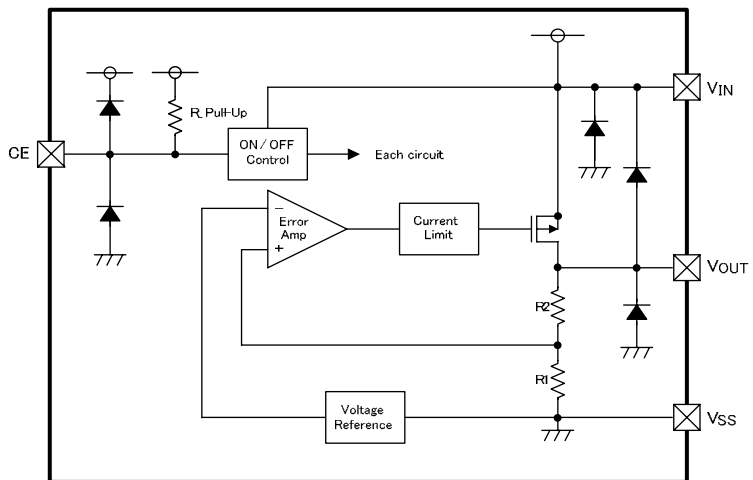 R_Pull-Up
VIN
CE
ON/OFF
Control
Each circuit
−
Error
Amp
+
Current
Limit
VOUT
R2
R1
Voltage
Reference
VSS